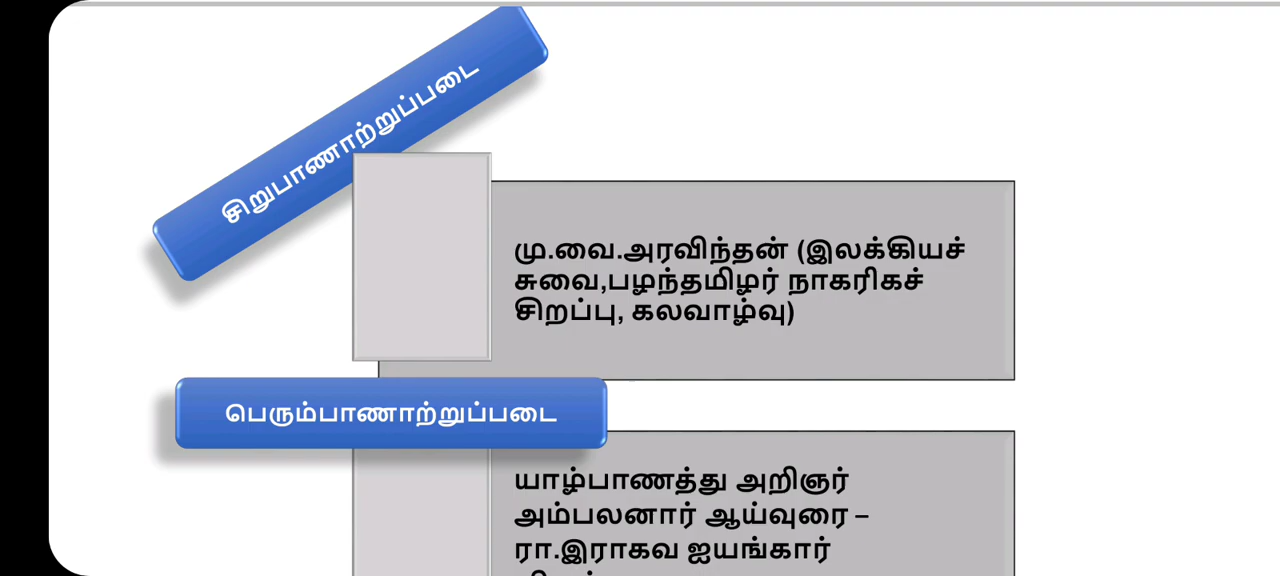 சிறுபாணாற்றுப்படை
மு.வை.அரவிந்தன் (இலக்கியச்
சுவை,பழந்தமிழர் நாகரிகச்
சிறப்பு, கலவாழ்வு)
பெரும்பாணாற்றுப்படை
யாழ்பாணத்து அறிஞர்
அம்பலனார் ஆய்வுரை –
ரா.இராகவ ஐயங்கார்